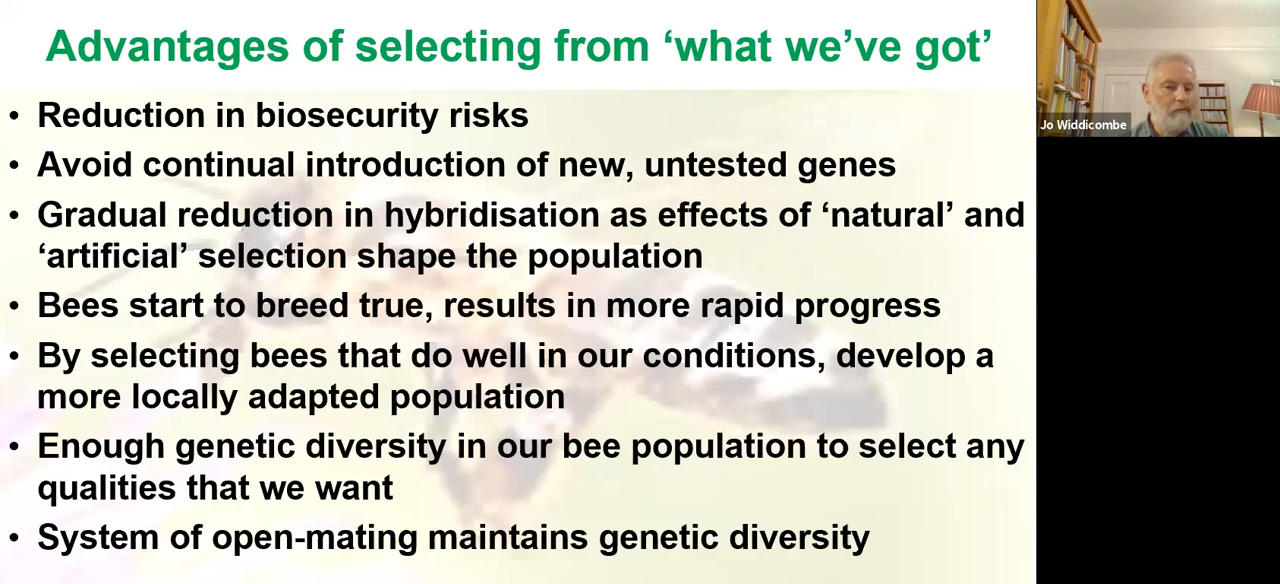 Advantages of selecting from ‘what we’ve got’
• Reduction in biosecurity risks
• Avoid continual introduction of new, untested genes
• Gradual reduction in hybridisation as effects of ‘natural’ and
‘artificial’ selection shape the population
• Bees start to breed true, results in more rapid progress
• By selecting bees that do well in our conditions, develop a
more locally adapted population
• Enough genetic diversity in our bee population to select any
qualities that we want
• System of open-mating maintains genetic diversity
Jo Widdicombe